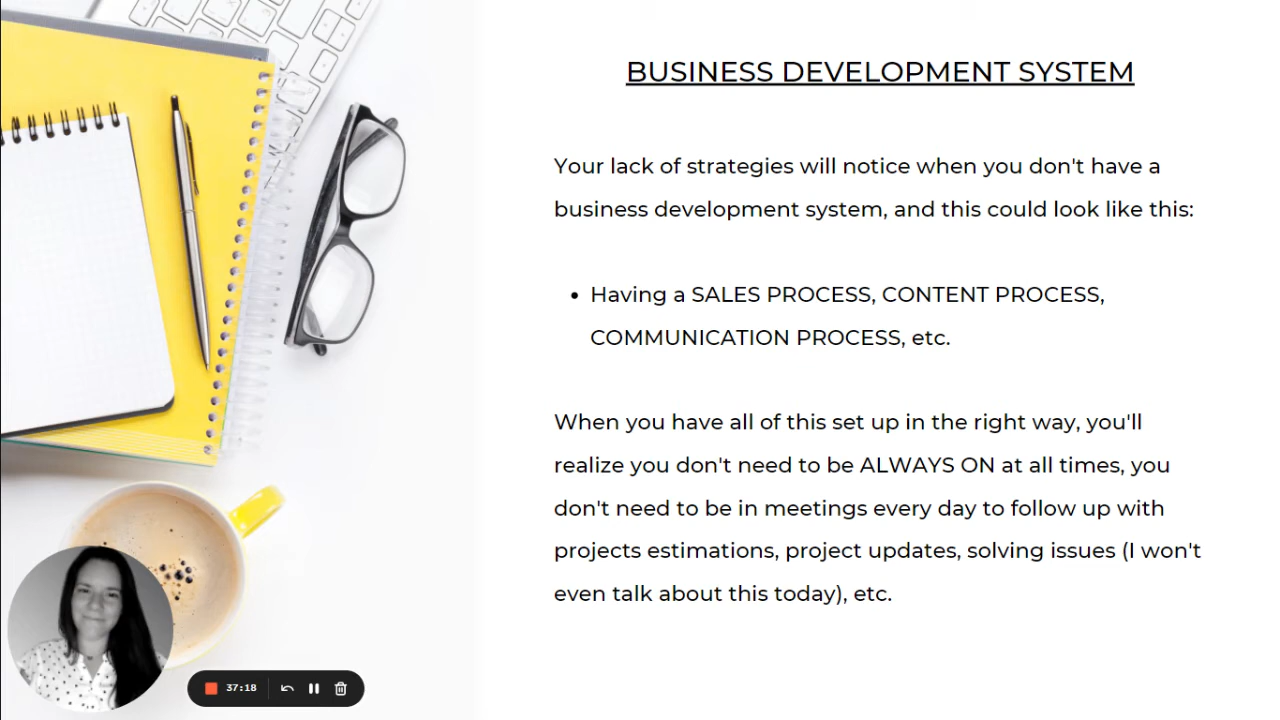 BUSINESS DEVELOPMENT SYSTEM
Your lack of strategies will notice when you don't have a
business development system, and this could look like this:
• Having a SALES PROCESS, CONTENT PROCESS,
COMMUNICATION PROCESS, etc.
When you have all of this set up in the right way, you'll
realize you don't need to be ALWAYS ON at all times, you
don't need to be in meetings every day to follow up with
projects estimations, project updates, solving issues (I won't
even talk about this today), etc.
37:18